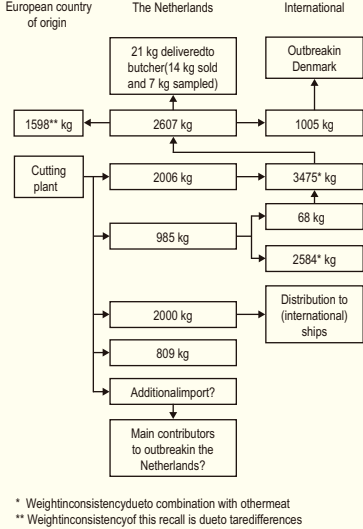 European country
of origin
The Netherlands
International
21 kg deliveredto
butcher(14 kg sold
and 7 kg sampled)
Outbreakin
Denmark
1598** kg
2607 kg
1005 kg
Cutting
plant
2006 kg
3475* kg
68 kg
985 kg
2584* kg
2000 kg
Distribution to
(international)
ships
809 kg
Additionalimport?
Main contributors
to outbreakin the
Netherlands?
* Weightinconsistencydueto combination with othermeat
** Weightinconsistencyof this recall is dueto taredifferences